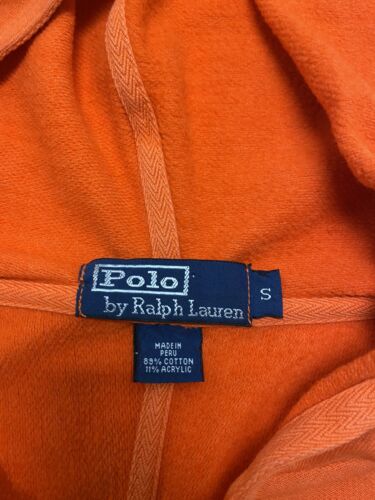 Polo
by Ralph Lauren
S
MADE IN
PERU
89% COTTON
11% ACRYLIC